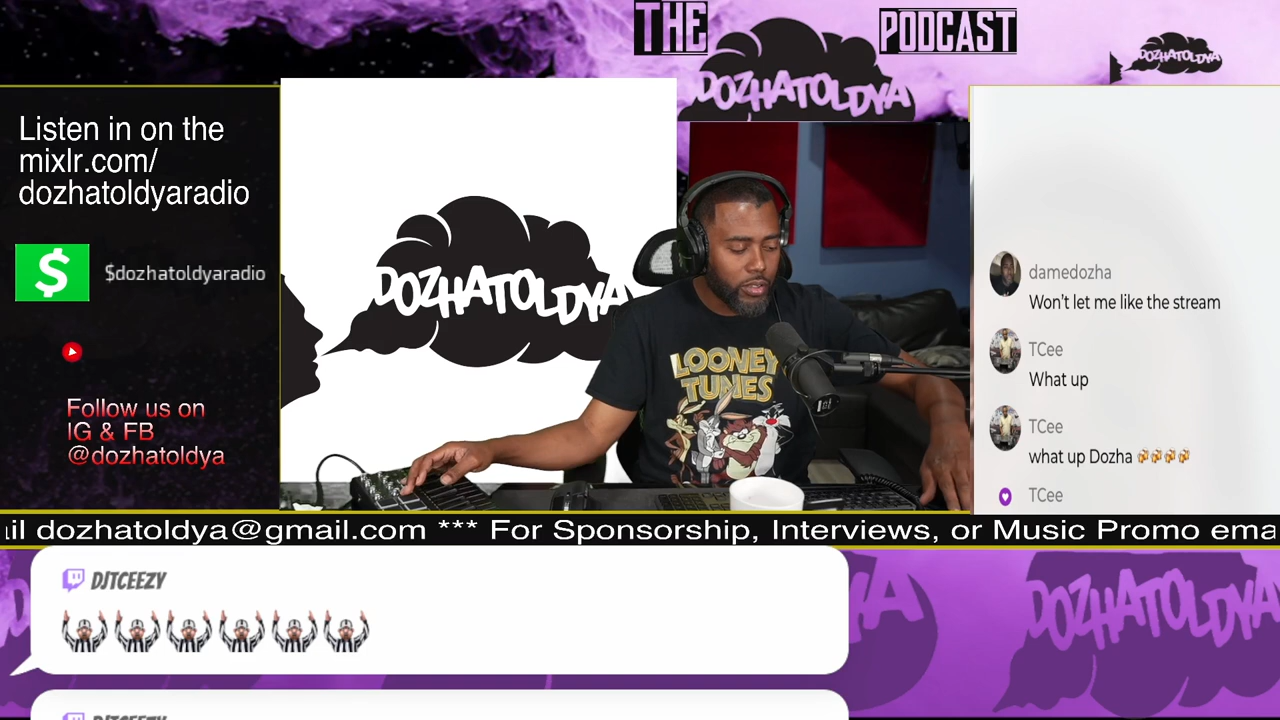 THE
PODCAST
DOZHATOLDYA
DOZHATOLDYA
Listen in on the
mixlr.com/
dozhatoldyaradio
$
$dozhatoldyaradio
Follow us on
IG & FB
@dozhatoldya
DOZHATOLDYA
LOONEY
TUNES
damedozha
Won’t let me like the stream
TCee
What up
TCee
what up Dozha 🍻🍻🍻🍻
TCee
il dozhatoldya@gmail.com *** For Sponsorship, Interviews, or Music Promo ema
DJTCEEZY
DOZHATOLDYA
DJTCEEZY